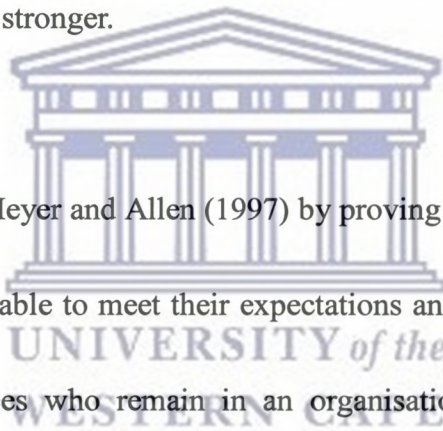 stronger.
Meyer and Allen (1997) by proving
able to meet their expectations an
UNIVERSITY of the
es who remain in an organisatio
WESTERN CAPE